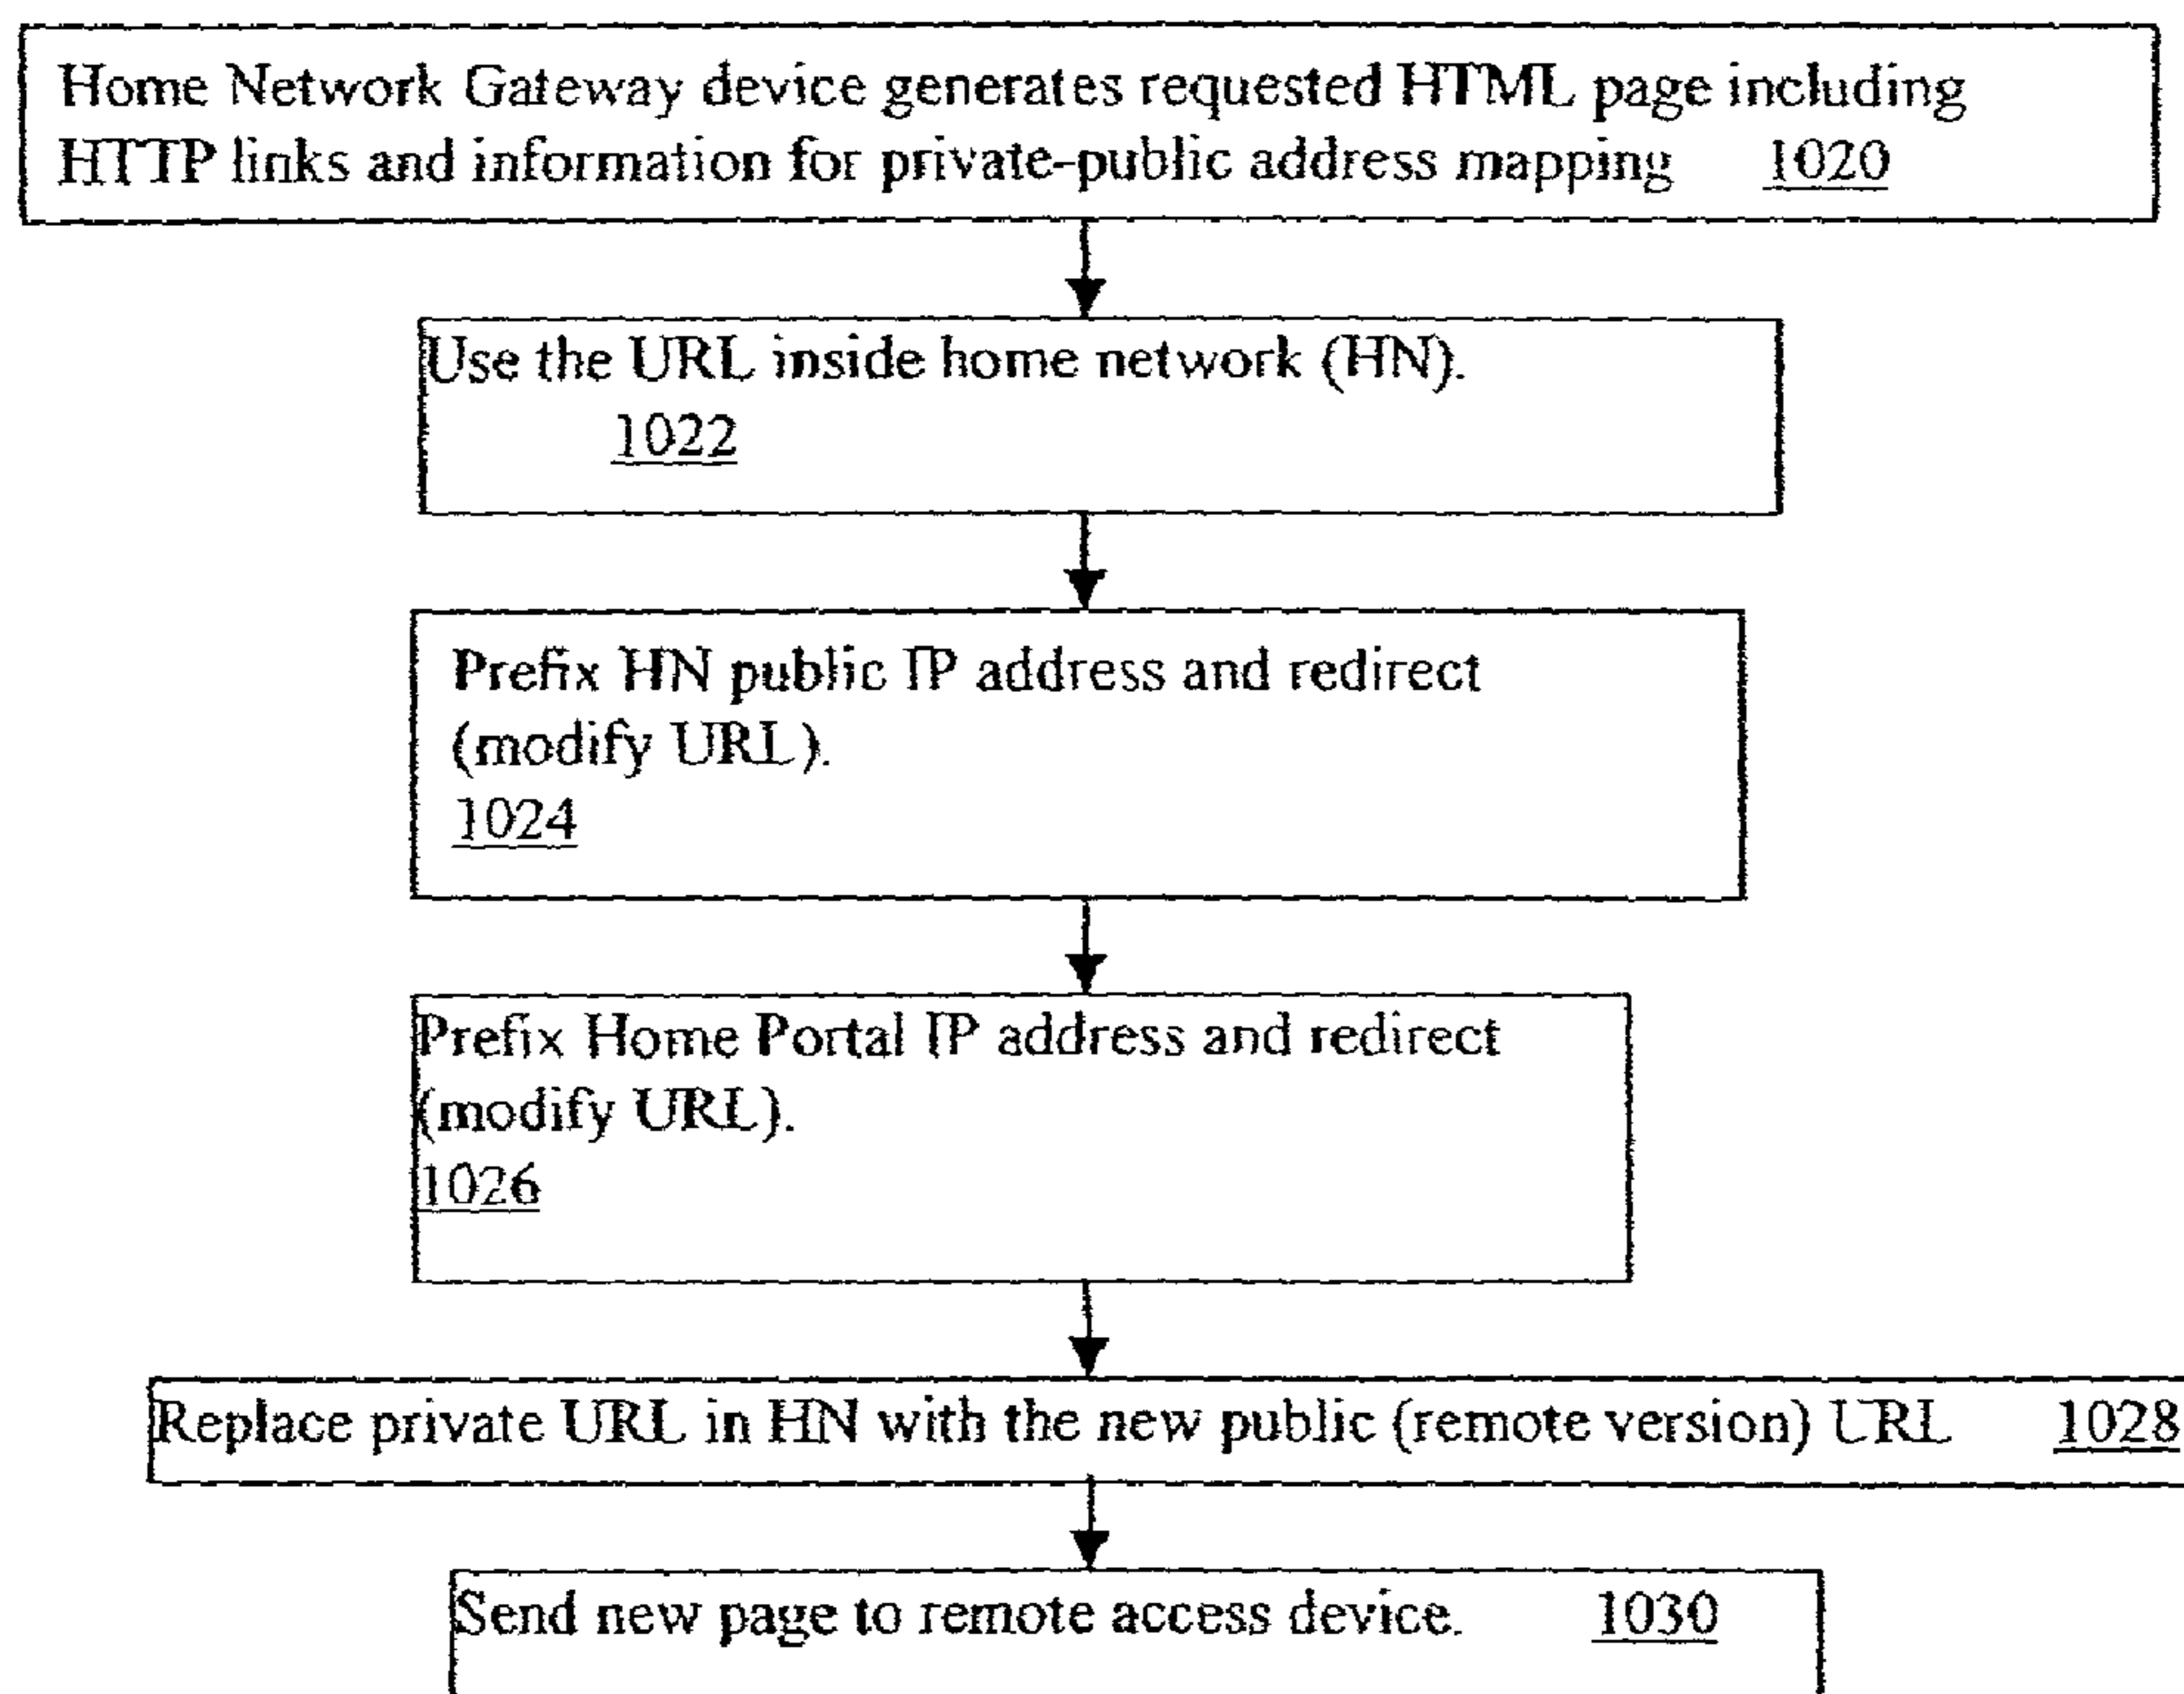 Home Network Gateway device generates requested HTML page including
HTTP links and information for private-public address mapping 1020
Use the URL inside home network (HN).
1022
Prefix HN public IP address and redirect
(modify URL).
1024
Prefix Home Portal IP address and redirect
(modify URL).
1026
Replace private URL in HN with the new public (remote version) URL 1028
Send new page to remote access device. 1030